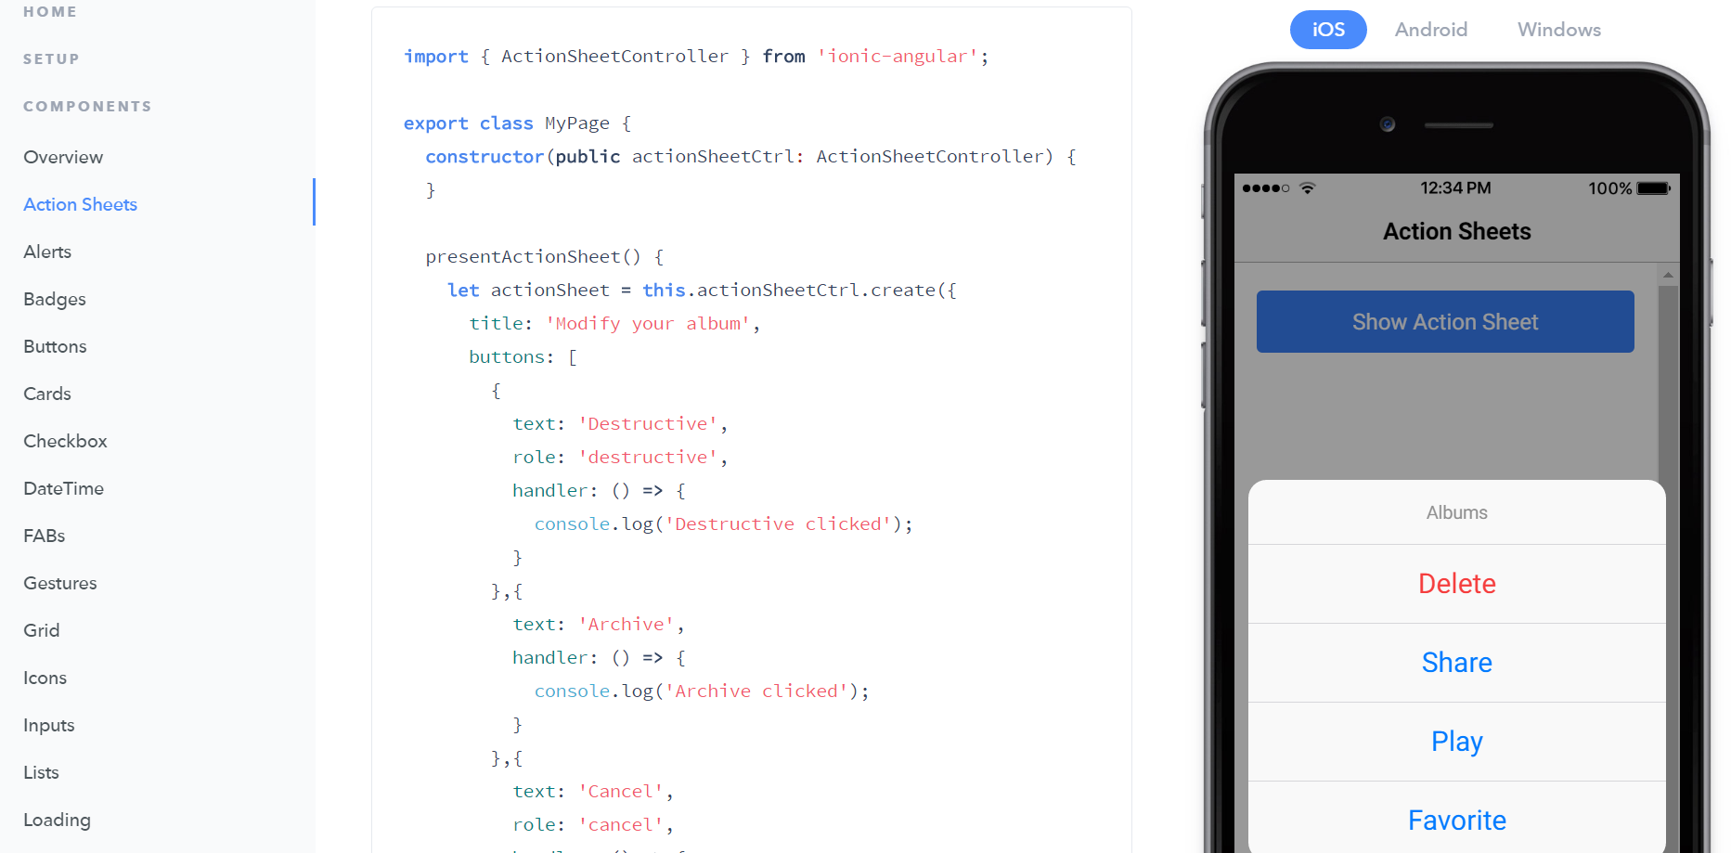 HOME
SETUP
COMPONENTS
Overview
Action Sheets
Alerts
Badges
Buttons
Cards
Checkbox
DateTime
FABs
Gestures
Grid
Icons
Inputs
Lists
Loading
import { ActionSheetController } from 'ionic-angular';
export class MyPage {
constructor(public actionSheetCtrl: ActionSheetController) {
}
presentActionSheet() {
let actionSheet = this.actionSheetCtrl.create({
title: 'Modify your album',
buttons: [
{
text: 'Destructive',
role: 'destructive',
handler: () => {
console.log('Destructive clicked');
}
},{
text: 'Archive',
handler: () => {
console.log('Archive clicked');
}
},{
text: 'Cancel',
role: 'cancel',
iOS Android Windows
12:34 PM 100%
Action Sheets
Show Action Sheet
Albums
Delete
Share
Play
Favorite